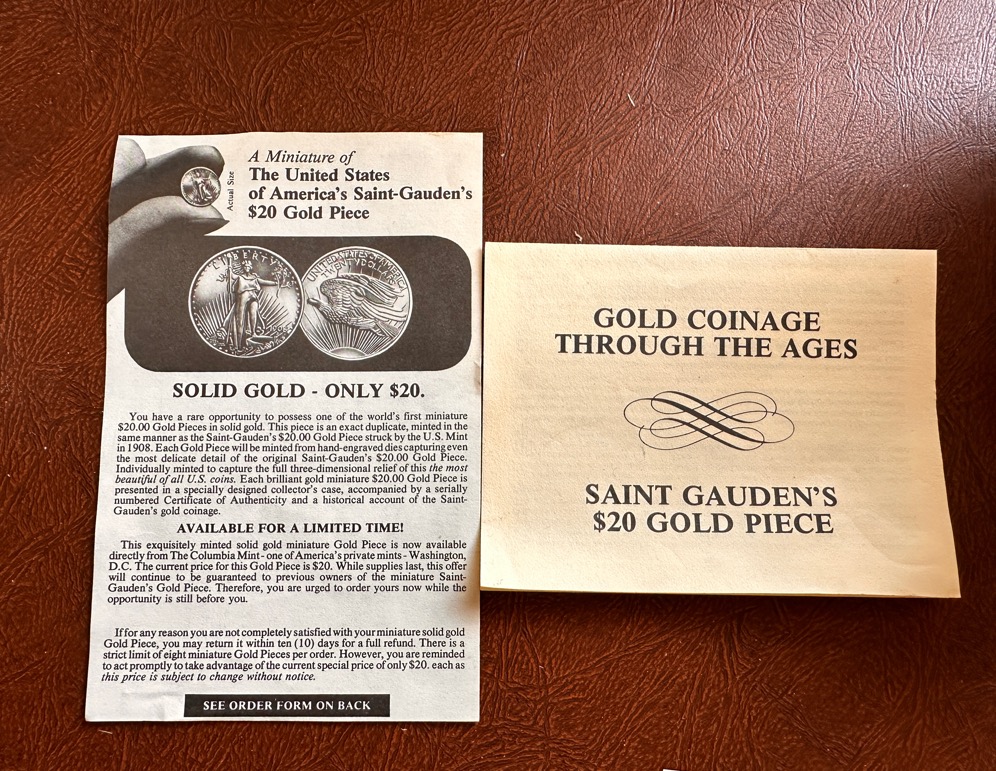 A Miniature of
The United States
of America's Saint-Gauden's
$20 Gold Piece
Actual Size
LIBERTY
UNITED STATES OF AMERICA
TWENTY DOLLARS
SOLID GOLD - ONLY $20.
You have a rare opportunity to possess one of the world's first miniature
$20.00 Gold Pieces in solid gold. This piece is an exact duplicate, minted in the
same manner as the Saint-Gauden's $20.00 Gold Piece struck by the U.S. Mint
in 1908. Each Gold Piece will be minted from hand-engraved dies capturing even
the most delicate detail of the original Saint-Gauden's $20.00 Gold Piece.
Individually minted to capture the full three-dimensional relief of this the most
beautiful of all U.S. coins. Each brilliant gold miniature $20.00 Gold Piece is
presented in a specially designed collector's case, accompanied by a serially
numbered Certificate of Authenticity and a historical account of the Saint-
Gauden's gold coinage.
AVAILABLE FOR A LIMITED TIME!
This exquisitely minted solid gold miniature Gold Piece is now available
directly from The Columbia Mint - one of America's private mints - Washington,
D.C. The current price for this Gold Piece is $20. While supplies last, this offer
will continue to be guaranteed to previous owners of the miniature Saint-
Gauden's Gold Piece. Therefore, you are urged to order yours now while the
opportunity is still before you.
If for any reason you are not completely satisfied with your miniature solid gold
Gold Piece, you may return it within ten (10) days for a full refund. There is a
strict limit of eight miniature Gold Pieces per order. However, you are reminded
to act promptly to take advantage of the current special price of only $20. each as
this price is subject to change without notice.
SEE ORDER FORM ON BACK
GOLD COINAGE
THROUGH THE AGES
SAINT GAUDEN'S
$20 GOLD PIECE